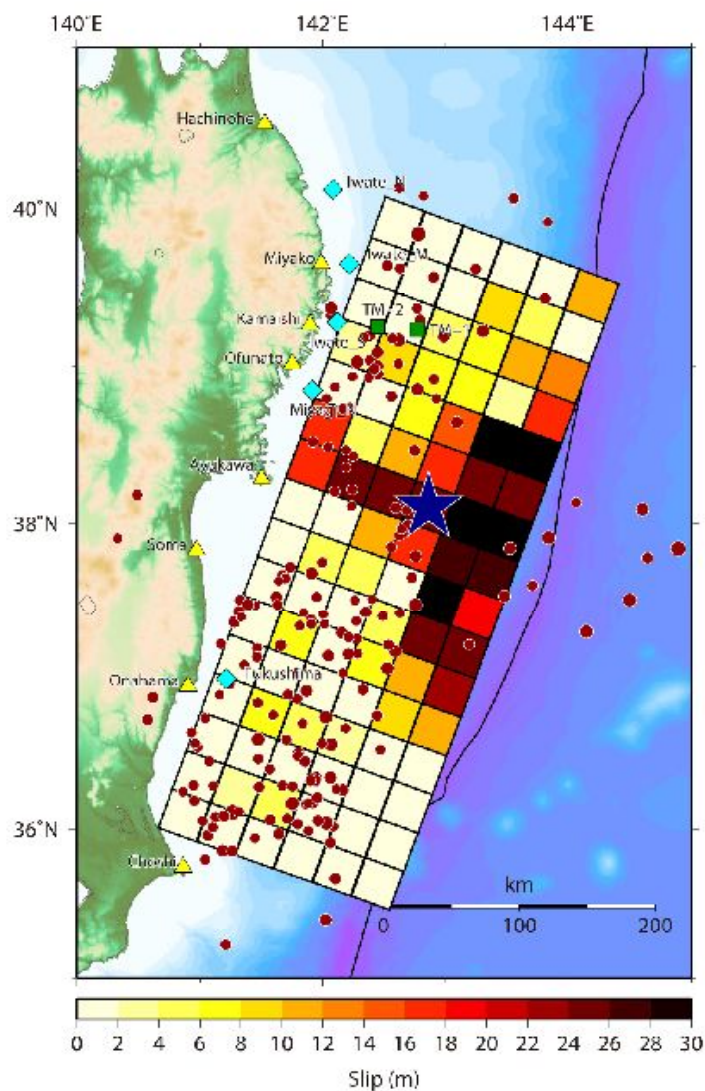 140˚E 142˚E 144˚E
Hachinohe
Iwate_N
40˚N
Miyako
Iwate_M
TM-2
Kamaishi
Iwate_S
Ofunato
Ayukawa
38˚N
Soma
Onahama
Fukushima
36˚N
Choshi
km
0 100 200
0 2 4 6 8 10 12 14 16 18 20 22 24 26 28 30
Slip (m)